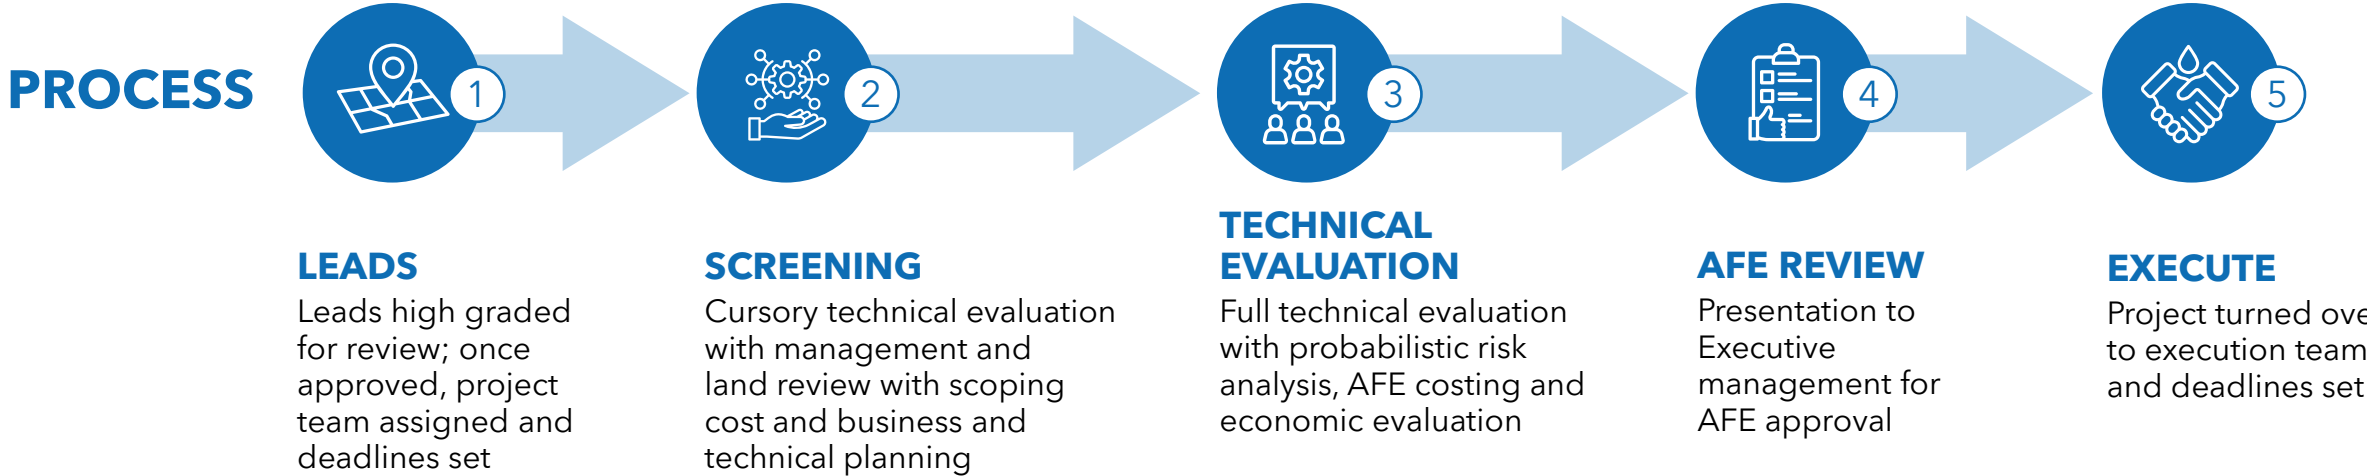 PROCESS
1
2
3
4
5
LEADS
Leads high graded
for review; once
approved, project
team assigned and
deadlines set
SCREENING
Cursory technical evaluation
with management and
land review with scoping
cost and business and
technical planning
TECHNICAL
EVALUATION
Full technical evaluation
with probabilistic risk
analysis, AFE costing and
economic evaluation
AFE REVIEW
Presentation to
Executive
management for
AFE approval
EXECUTE
Project turned ove
to execution team
and deadlines set